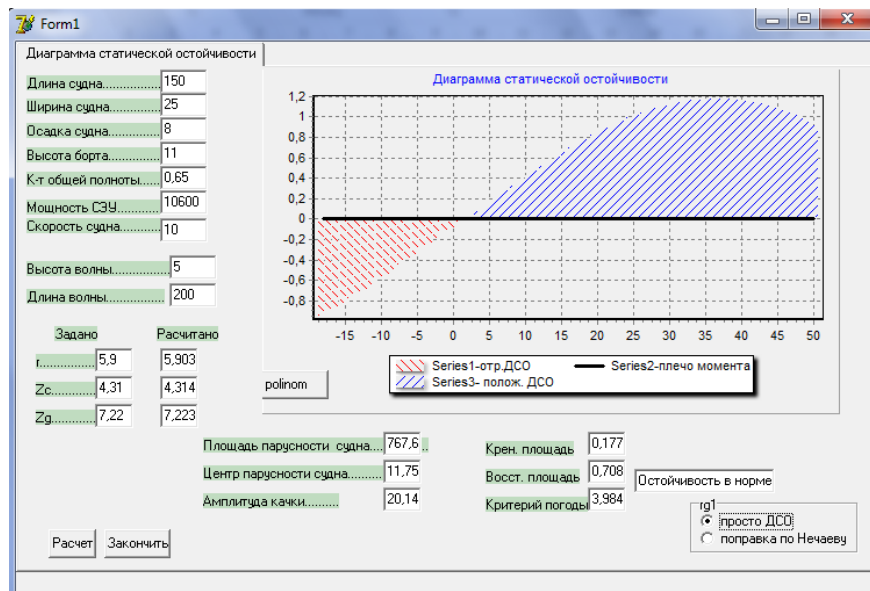 Form1
Диаграмма статической остойчивости
Длина судна............... 150
Ширина судна............ 25
Осадка судна.............. 8
Высота борта.............. 11
К-т общей полноты..... 0,65
Мощность СЭУ........... 10600
Скорость судна........... 10
Высота волны................. 5
Длина волны.................. 200
Задано Расчитано
r.............. 5,9 5,903
Zc........... 4,31 4,314
Zg........... 7,22 7,223
Диаграмма статической остойчивости
1,2
1
0,8
0,6
0,4
0,2
0
-0,2
-0,4
-0,6
-0,8
-15 -10 -5 0 5 10 15 20 25 30 35 40 45 50
Series1-отр.ДСО Series2-плечо момента
Series3- полож. ДСО
polinom
Площадь парусности судна.... 767,6 ..
Центр парусности судна......... 11,75
Амплитуда качки.......... 20,14
Крен. площадь 0,177
Восст. площадь 0,708
Критерий погоды 3,984
Остойчивость в норме
rg1
просто ДСО
поправка по Нечаеву
Расчет Закончить